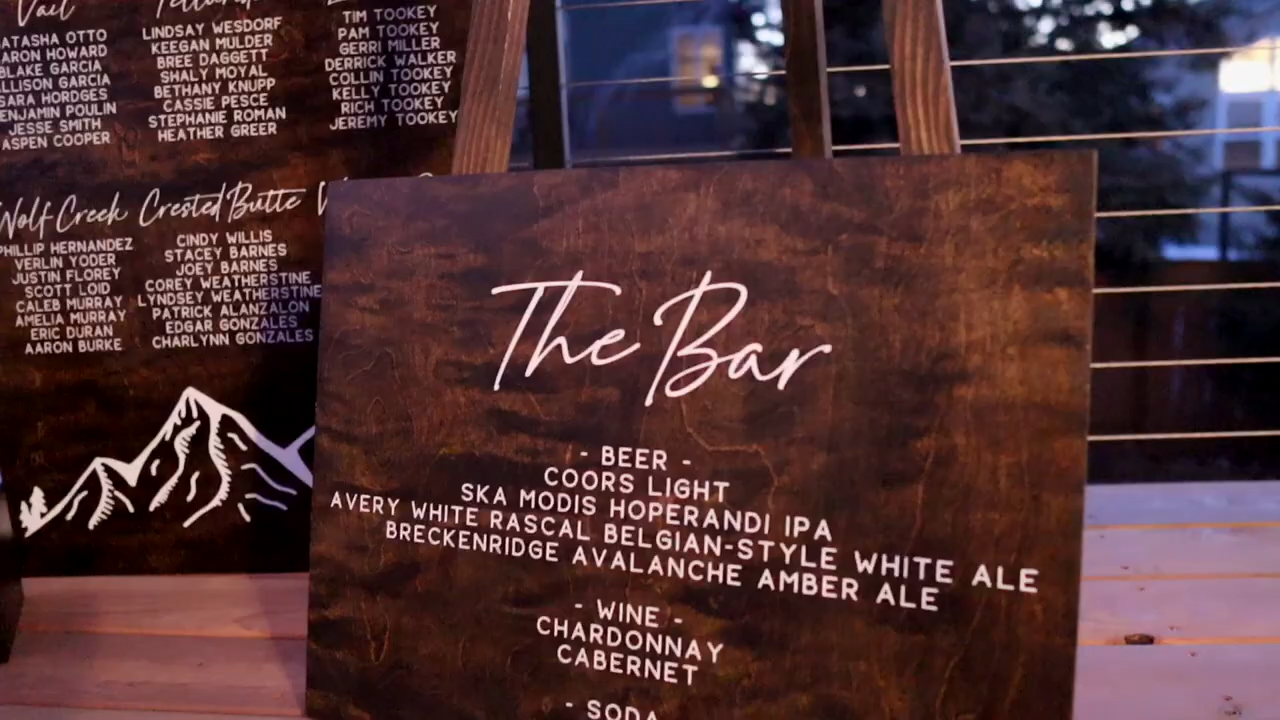 Vail
ATASHA OTTO
AARON HOWARD
BLAKE GARCIA
LLISON GARCIA
SARA HORDGES
ENJAMIN POULIN
JESSE SMITH
ASPEN COOPER
LINDSAY WESDORF
KEEGAN MULDER
BREE DAGGETT
SHALY MOYAL
BETHANY KNUPP
CASSIE PESCE
STEPHANIE ROMAN
HEATHER GREER
TIM TOOKEY
PAM TOOKEY
GERRI MILLER
DERRICK WALKER
COLLIN TOOKEY
KELLY TOOKEY
RICH TOOKEY
JEREMY TOOKEY
Wolf Creek
PHILLIP HERNANDEZ
VERLIN YODER
JUSTIN FLOREY
SCOTT LOID
CALEB MURRAY
AMELIA MURRAY
ERIC DURAN
AARON BURKE
Crested Butte
CINDY WILLIS
STACEY BARNES
JOEY BARNES
COREY WEATHERSTINE
LYNDSEY WEATHERSTINE
PATRICK ALANZALON
EDGAR GONZALES
CHARLYNN GONZALES
The Bar
- BEER -
COORS LIGHT
SKA MODIS HOPERANDI IPA
AVERY WHITE RASCAL BELGIAN-STYLE WHITE ALE
BRECKENRIDGE AVALANCHE AMBER ALE
- WINE -
CHARDONNAY
CABERNET
- SODA